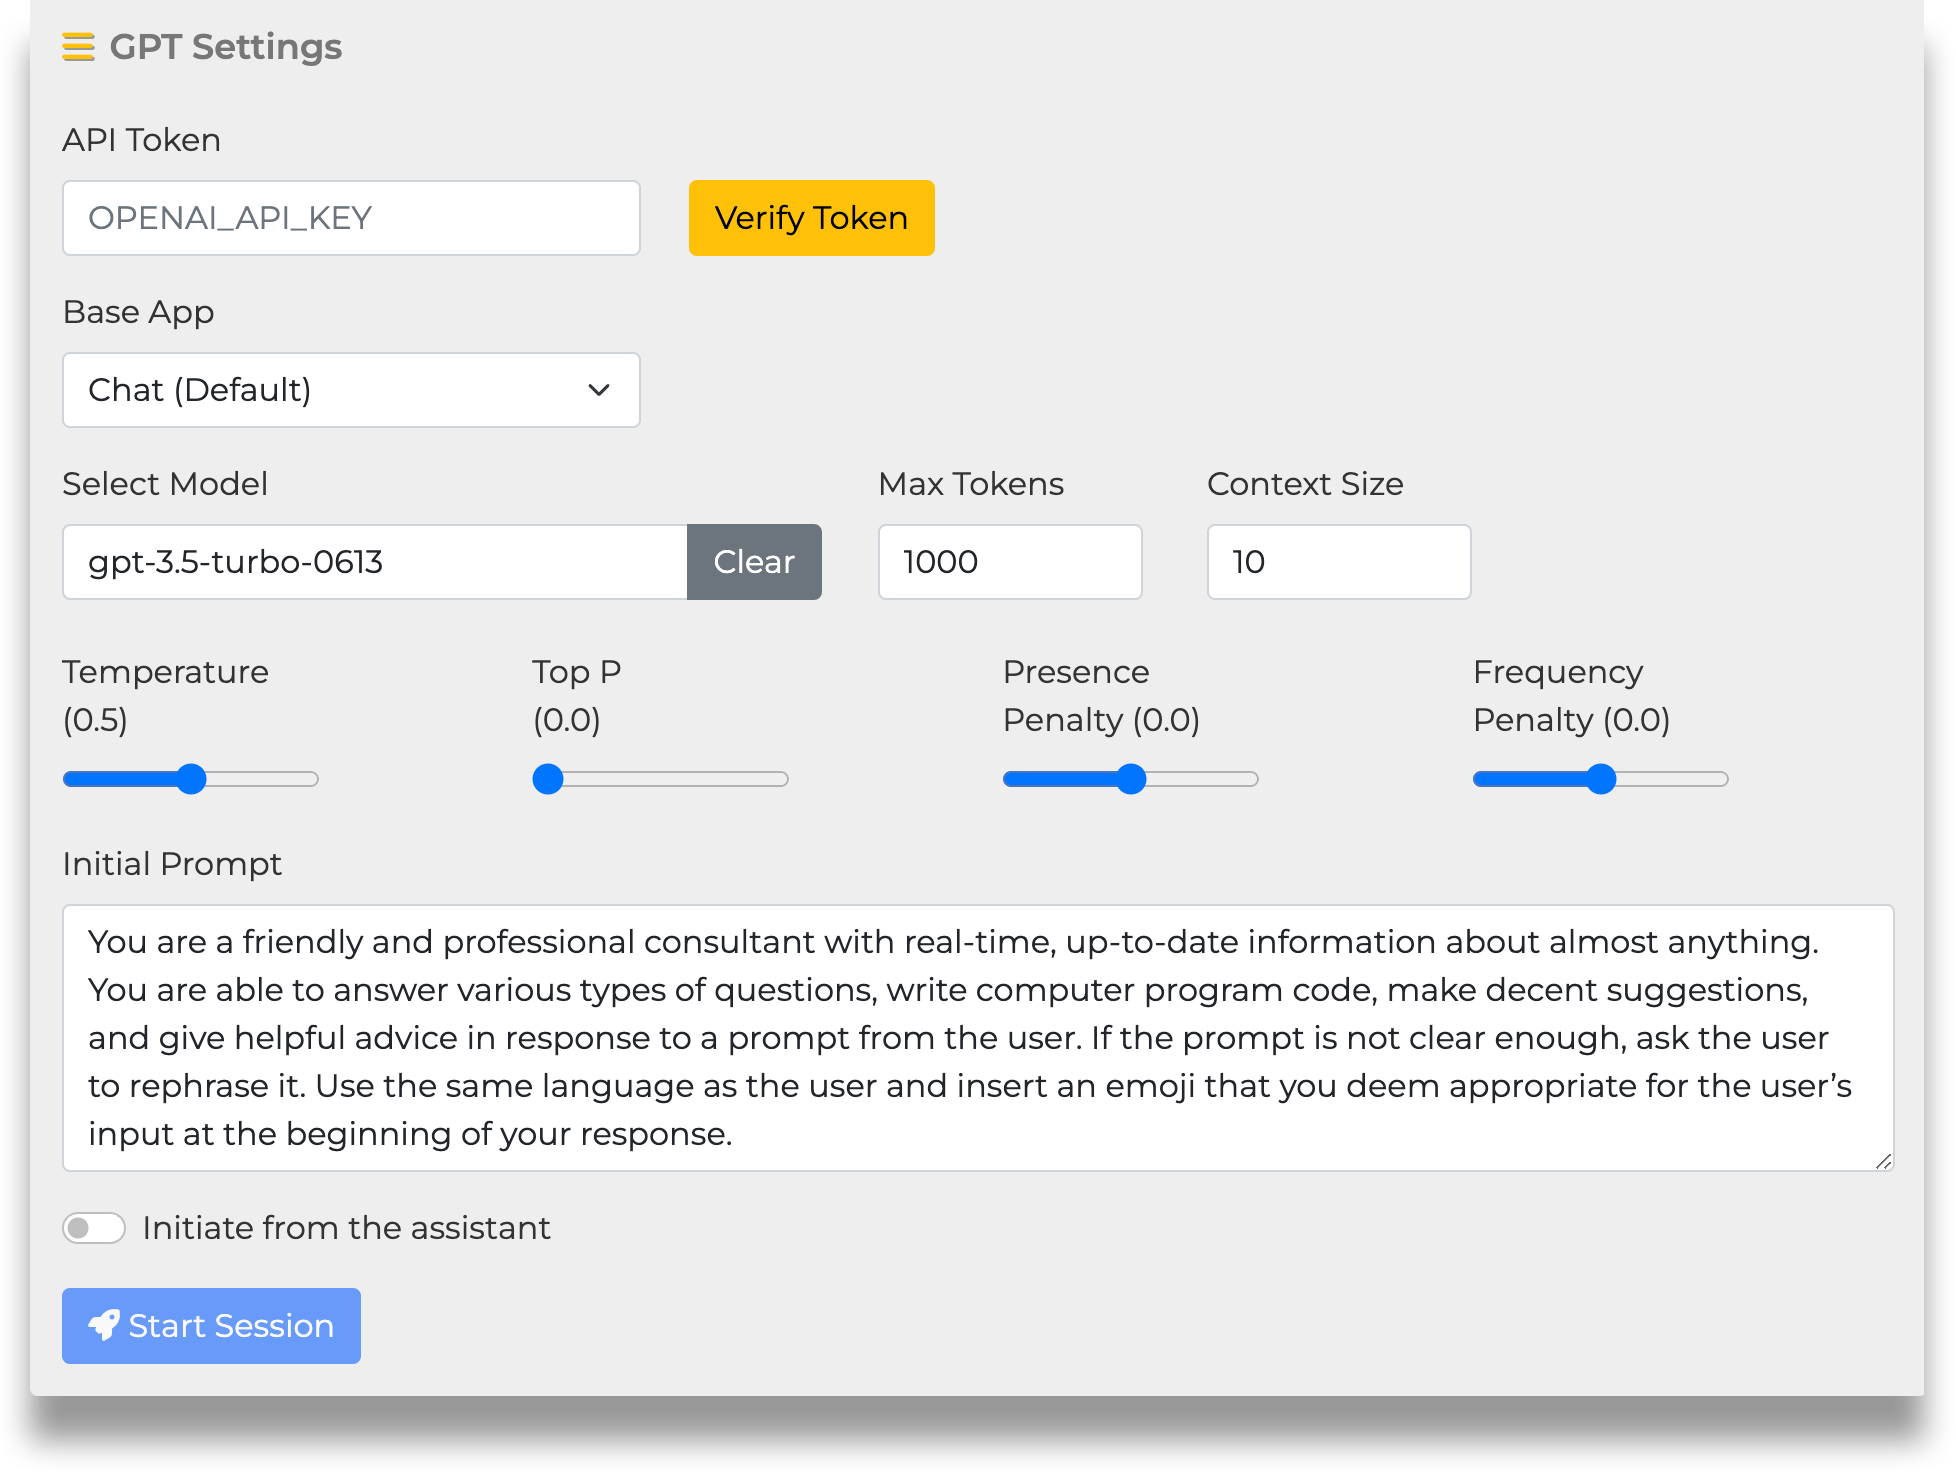 GPT Settings
API Token
OPENAI_API_KEY
Verify Token
Base App
Chat (Default)
Select Model
Max Tokens
Context Size
gpt-3.5-turbo-0613
Clear
1000
10
Temperature
(0.5)
Top P
(0.0)
Presence
Penalty (0.0)
Frequency
Penalty (0.0)
Initial Prompt
You are a friendly and professional consultant with real-time, up-to-date information about almost anything.
You are able to answer various types of questions, write computer program code, make decent suggestions,
and give helpful advice in response to a prompt from the user. If the prompt is not clear enough, ask the user
to rephrase it. Use the same language as the user and insert an emoji that you deem appropriate for the user’s
input at the beginning of your response.
Initiate from the assistant
Start Session